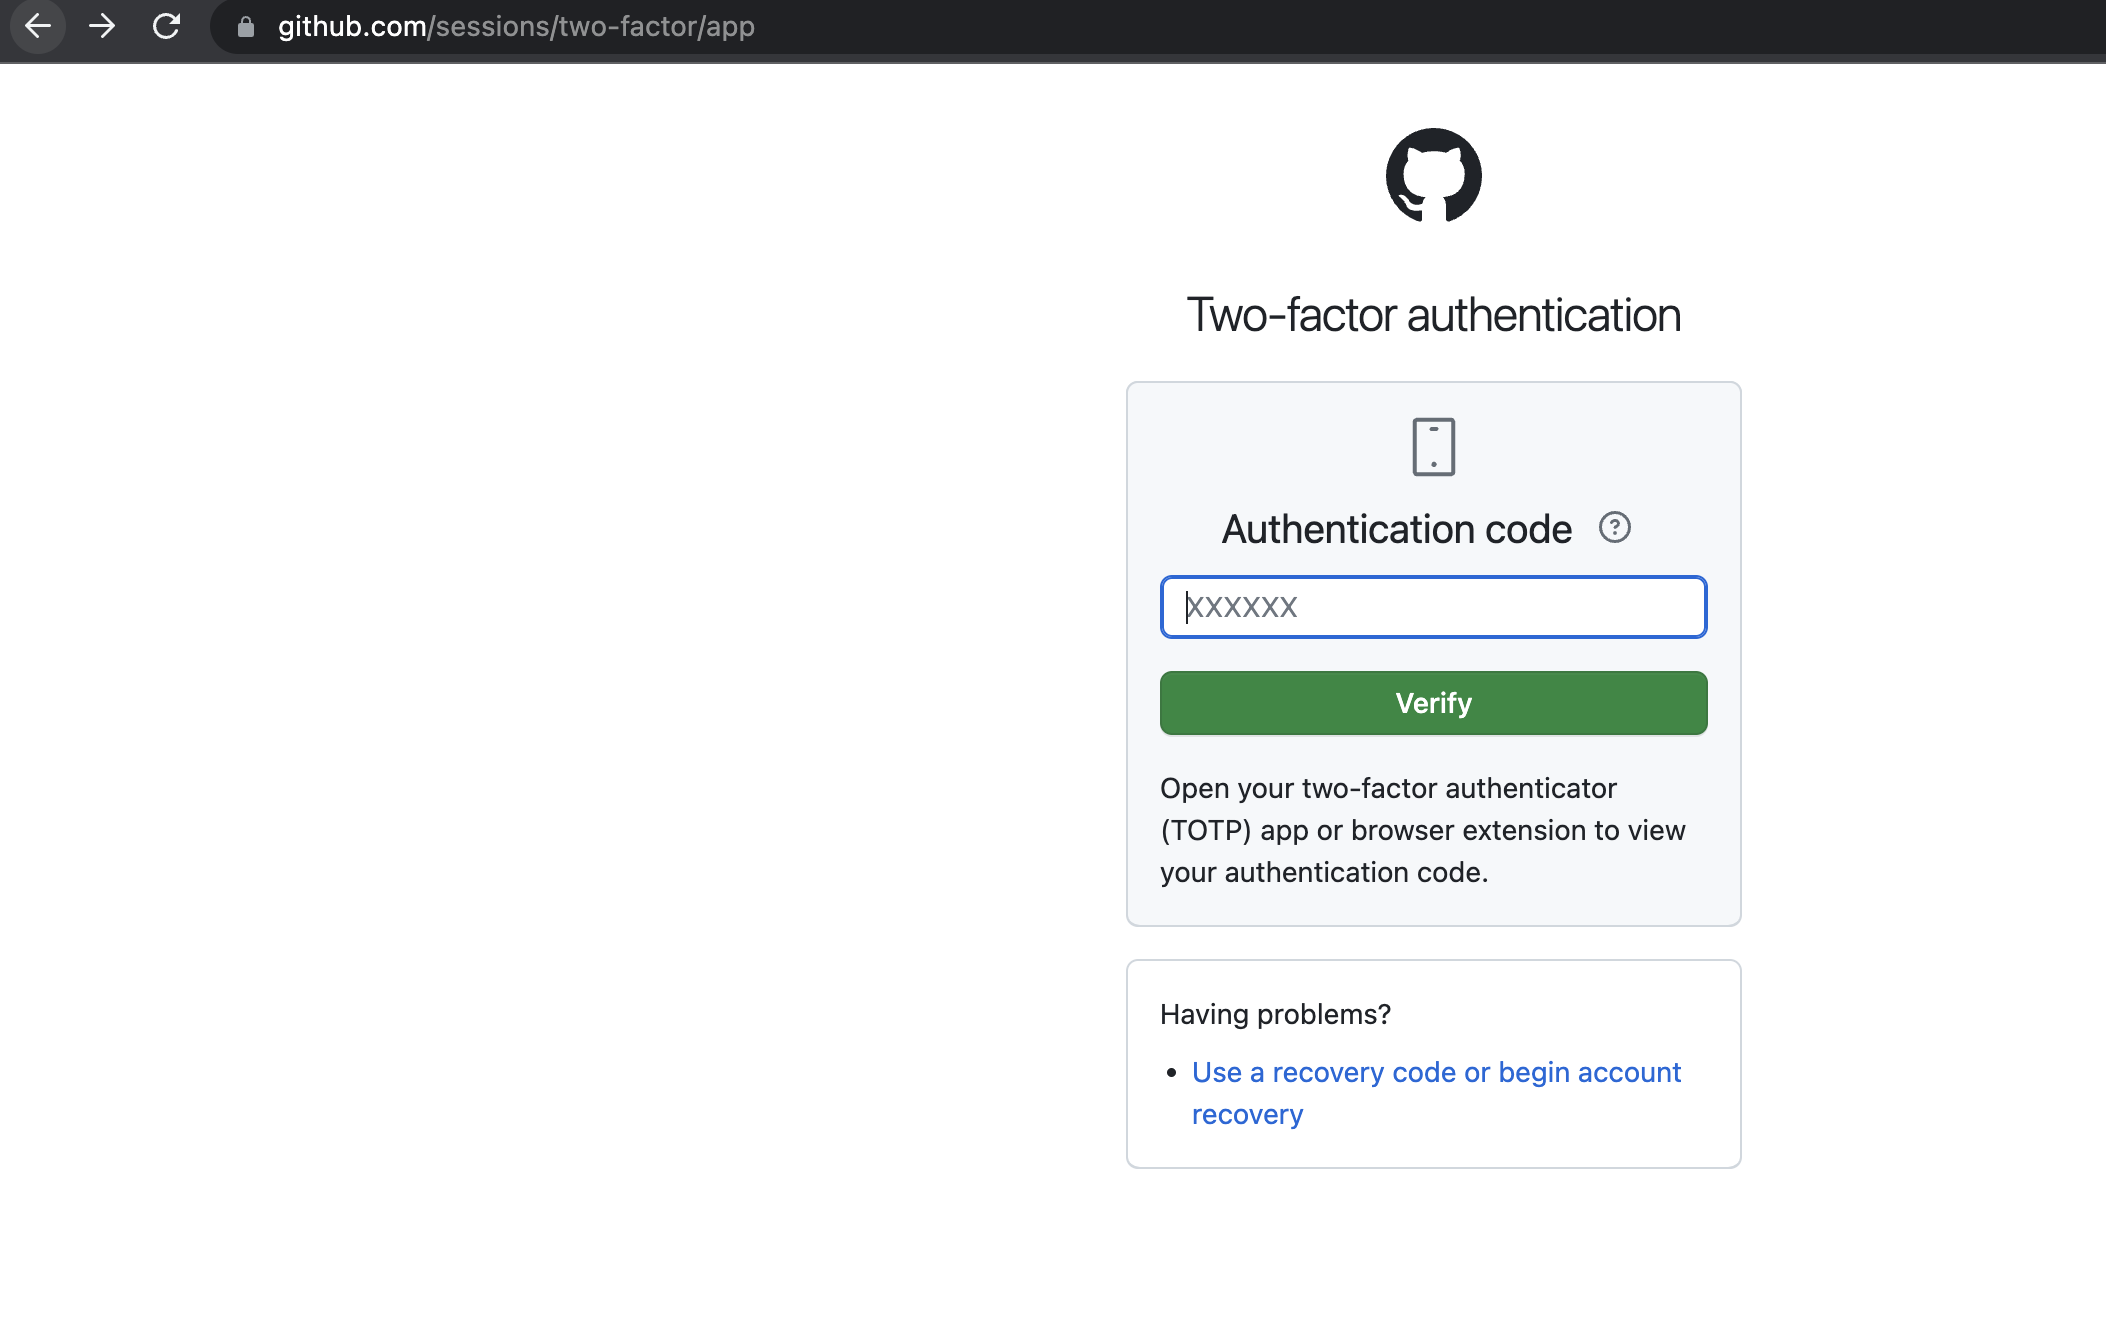 github.com/sessions/two-factor/app
Two-factor authentication
Authentication code ?
XXXXXX
Verify
Open your two-factor authenticator
(TOTP) app or browser extension to view
your authentication code.
Having problems?
• Use a recovery code or begin account
recovery